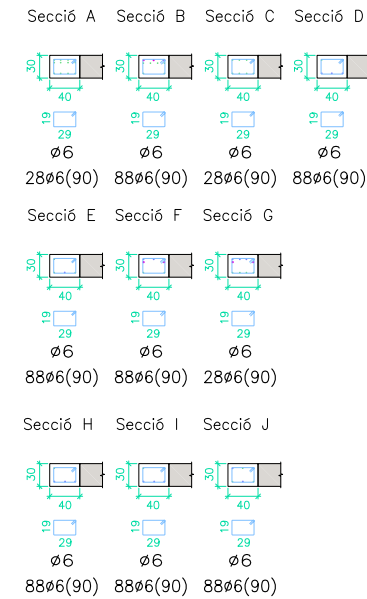 Secció A Secció B Secció C Secció D
30 30 30 30
40 40 40 40
19 19 19 19
29 29 29 29
ø6 ø6 ø6 ø6
28ø6(90) 88ø6(90) 28ø6(90) 88ø6(90)
Secció E Secció F Secció G
30 30 30
40 40 40
19 19 19
29 29 29
ø6 ø6 ø6
88ø6(90) 88ø6(90) 28ø6(90)
Secció H Secció I Secció J
30 30 30
40 40 40
19 19 19
29 29 29
ø6 ø6 ø6
88ø6(90) 88ø6(90) 88ø6(90)